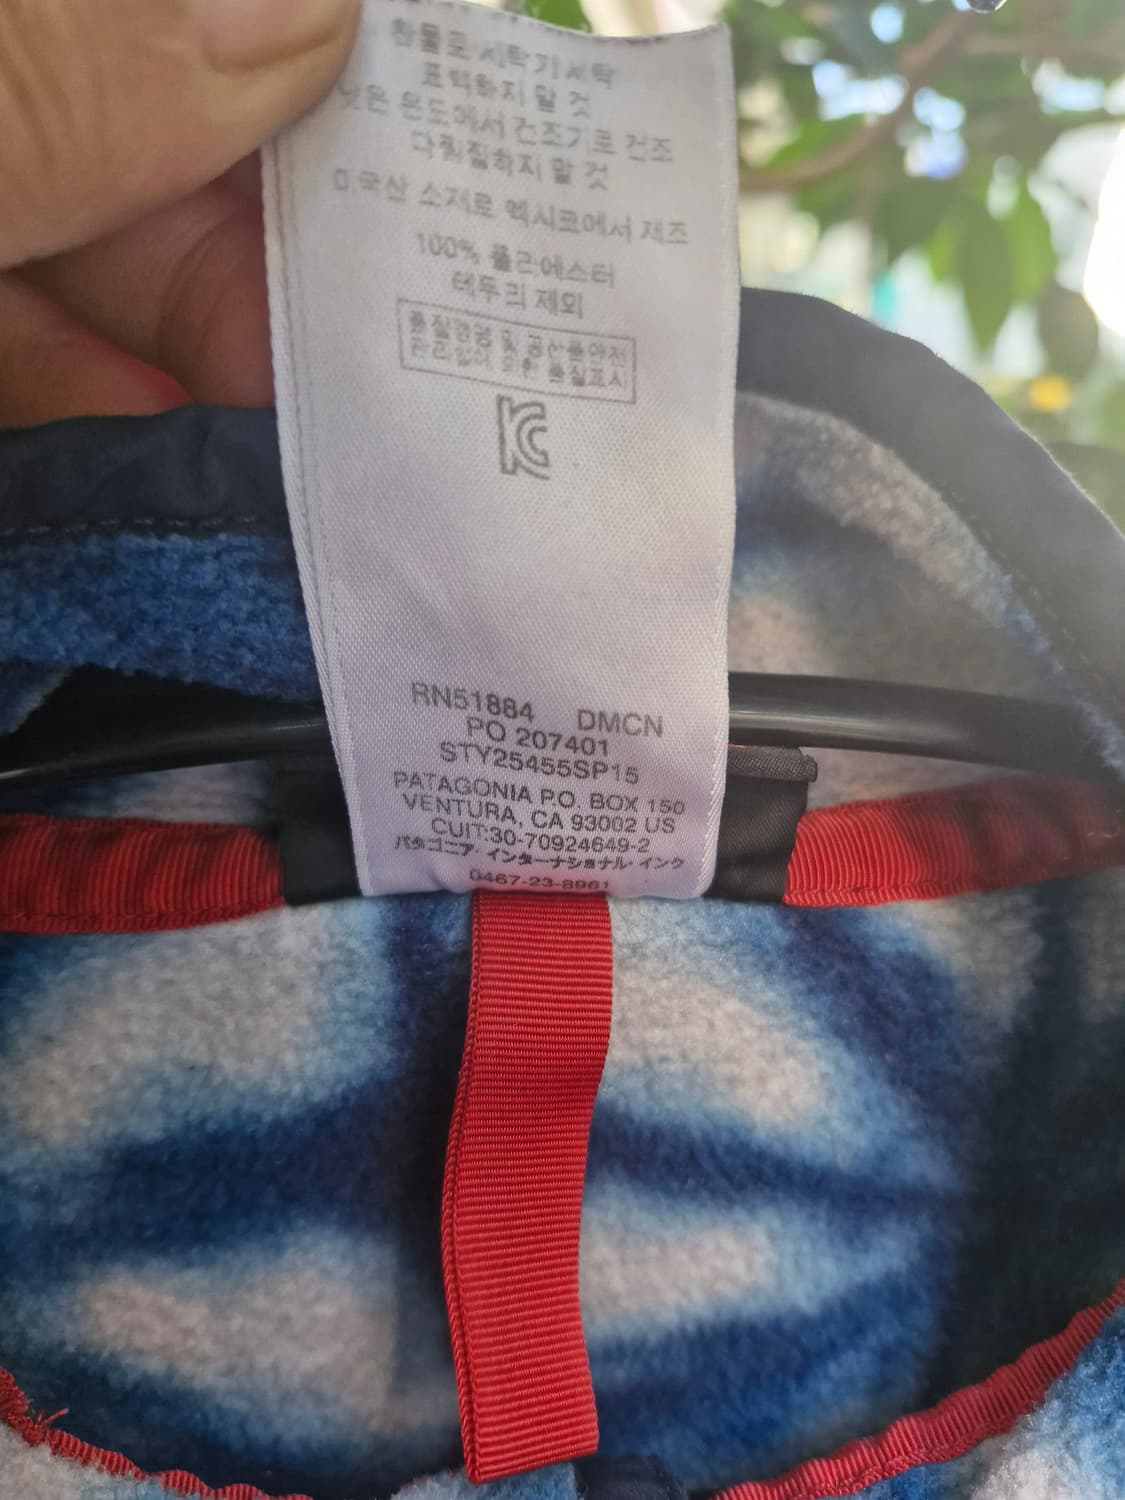 찬물로 세탁기 세탁
표백하지 말 것
낮은 온도에서 건조기로 건조
다림질하지 말 것
미국산 소재로 멕시코에서 제조
100% 폴리에스터
테두리 제외
품질경영 및 공산품안전
관리법에 의한 품질표시
RN51884 DMCN
PO 207401
STY25455SP15
PATAGONIA P.O. BOX 150
VENTURA, CA 93002 US
CUIT:30-70924649-2
パタゴニア・インターナショナル・インク
0467-23-8961